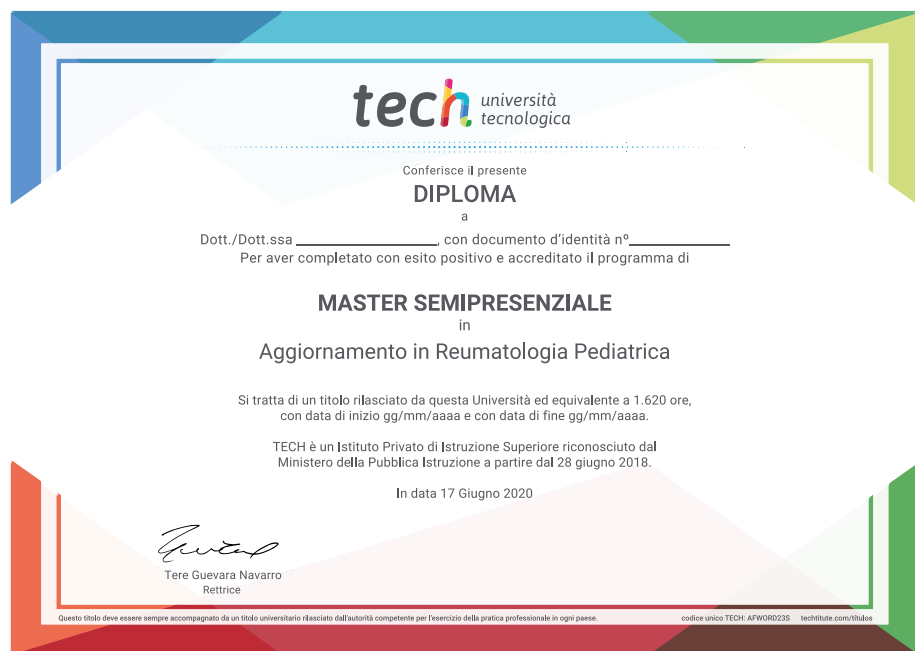 tech università
tecnologica
Conferisce il presente
DIPLOMA
a
Dott./Dott.ssa ____________________, con documento d'identità nº______________
Per aver completato con esito positivo e accreditato il programma di
MASTER SEMIPRESENZIALE
in
Aggiornamento in Reumatologia Pediatrica
Si tratta di un titolo rilasciato da questa Università ed equivalente a 1.620 ore,
con data di inizio gg/mm/aaaa e con data di fine gg/mm/aaaa.
TECH è un Istituto Privato di Istruzione Superiore riconosciuto dal
Ministero della Pubblica Istruzione a partire dal 28 giugno 2018.
In data 17 Giugno 2020
Tere Guevara Navarro
Rettrice
Questo titolo deve essere sempre accompagnato da un titolo universitario rilasciato dall'autorità competente per l'esercizio della pratica professionale in ogni paese. codice unico TECH: AFWORD23S techtitute.com/titulos